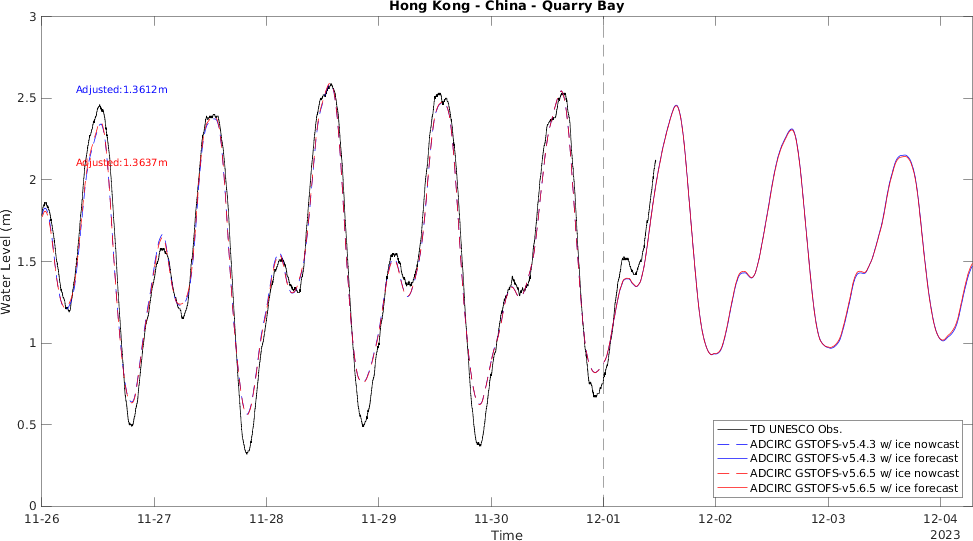 Hong Kong - China - Quarry Bay
3
2.5
2
1.5
1
0.5
0
Water Level (m)
Adjusted:1.3612m
Adjusted:1.3637m
TD UNESCO Obs.
ADCIRC GSTOFS-v5.4.3 w/ ice nowcast
ADCIRC GSTOFS-v5.4.3 w/ ice forecast
ADCIRC GSTOFS-v5.6.5 w/ ice nowcast
ADCIRC GSTOFS-v5.6.5 w/ ice forecast
11-26 11-27 11-28 11-29 11-30 12-01 12-02 12-03 12-04
Time
2023